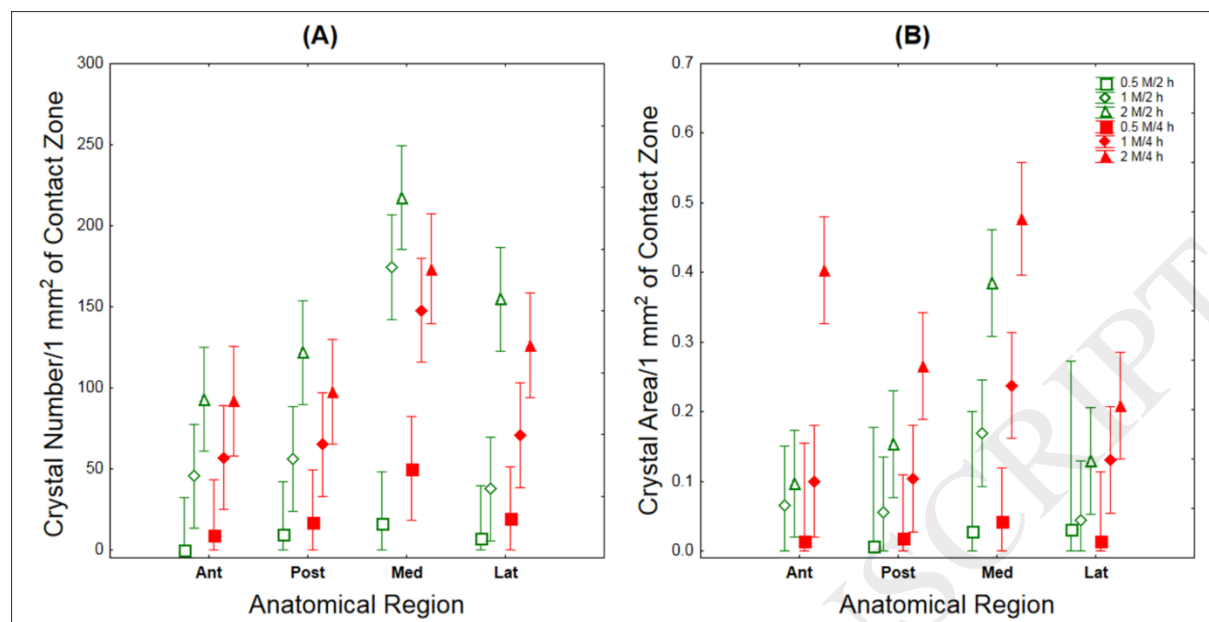 (A)
Crystal Number/1 mm² of Contact Zone
300
250
200
150
100
50
0
Ant Post Med Lat
Anatomical Region
(B)
Crystal Area/1 mm² of Contact Zone
0.7
0.6
0.5
0.4
0.3
0.2
0.1
0.0
0.5 M/2 h
1 M/2 h
2 M/2 h
0.5 M/4 h
1 M/4 h
2 M/4 h
Ant Post Med Lat
Anatomical Region
SCRIPT